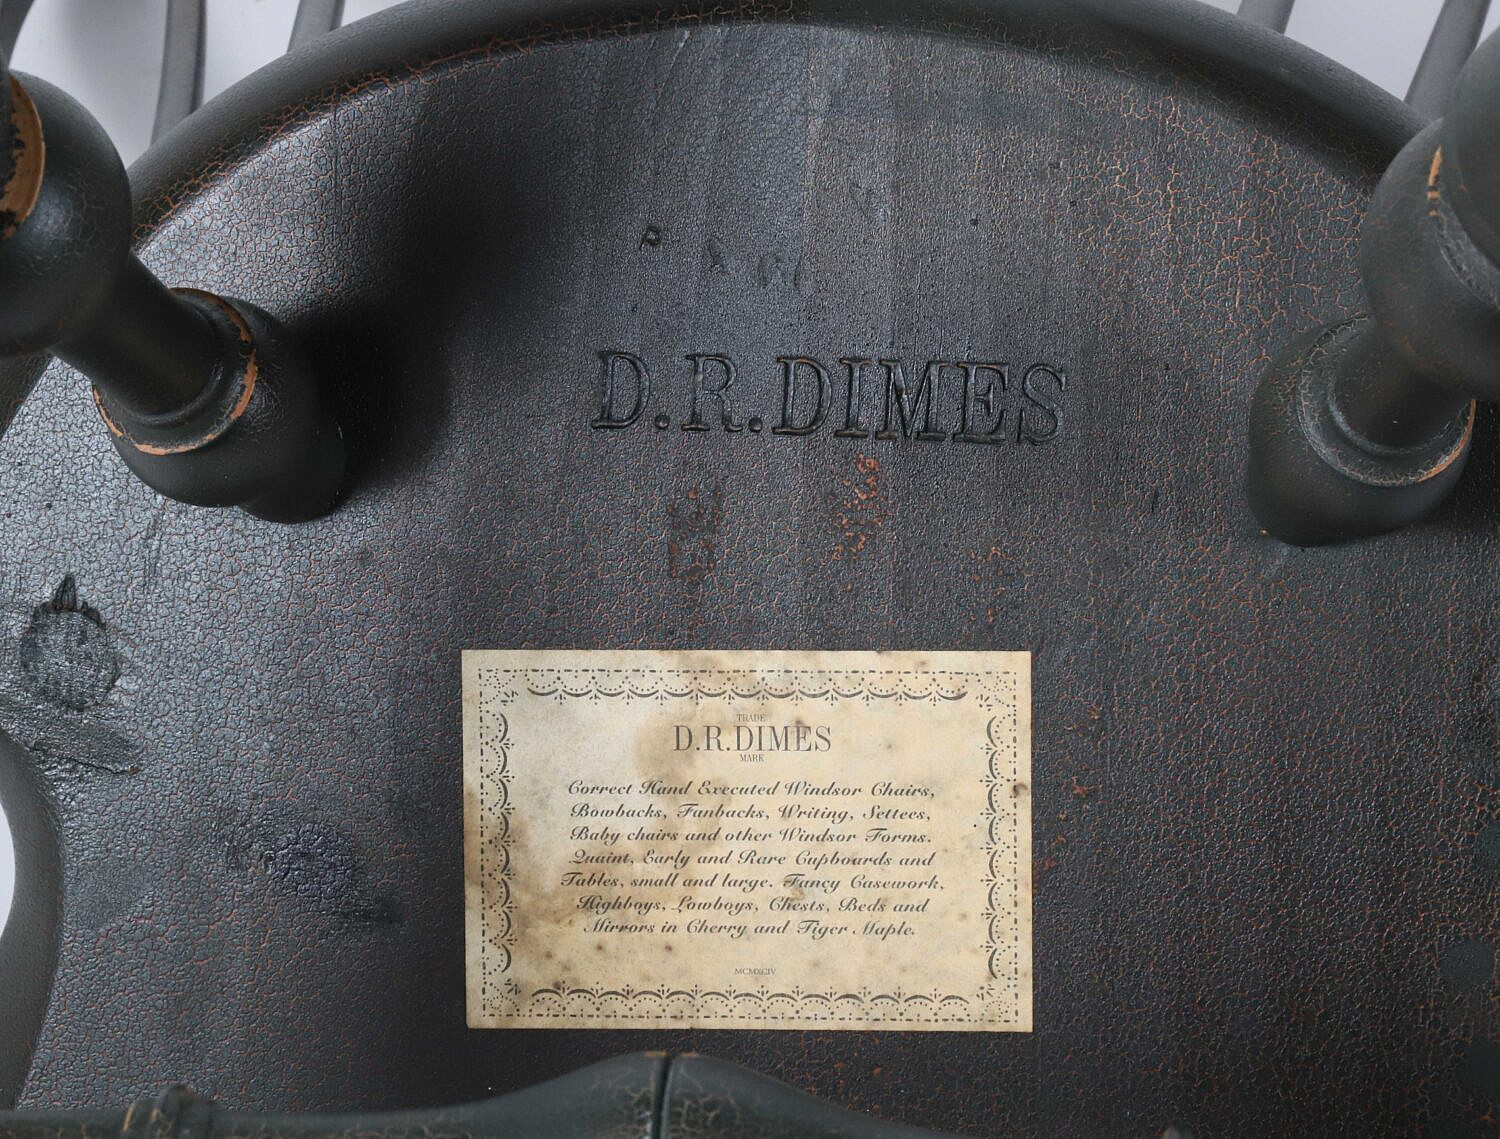 D.R.DIMES
TRADE
D.R.DIMES
MARK
Correct Hand Executed Windsor Chairs,
Bowbacks, Fanbacks, Writing, Settees,
Baby chairs and other Windsor Forms.
Quaint, Early and Rare Cupboards and
Tables, small and large. Fancy Casework,
Highboys, Lowboys, Chests, Beds and
Mirrors in Cherry and Tiger Maple.
MCMXCIV